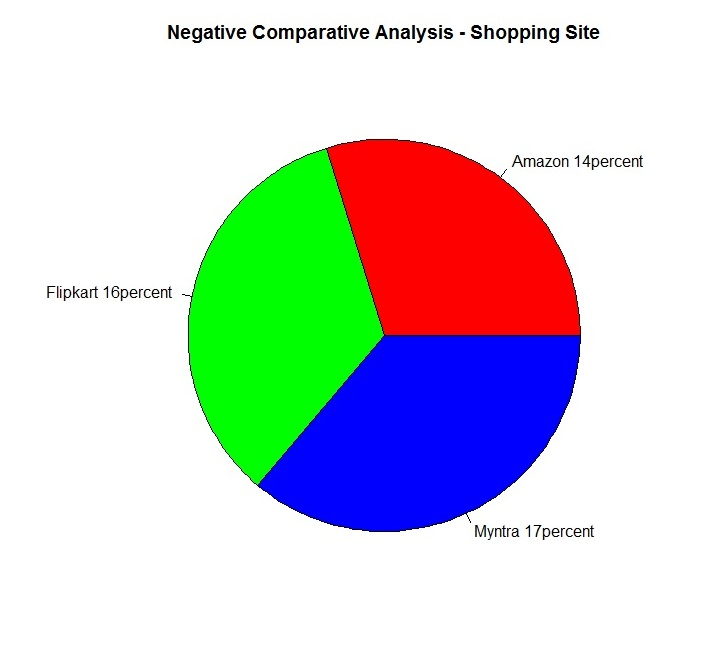 Negative Comparative Analysis - Shopping Site
Amazon 14percent
Flipkart 16percent
Myntra 17percent